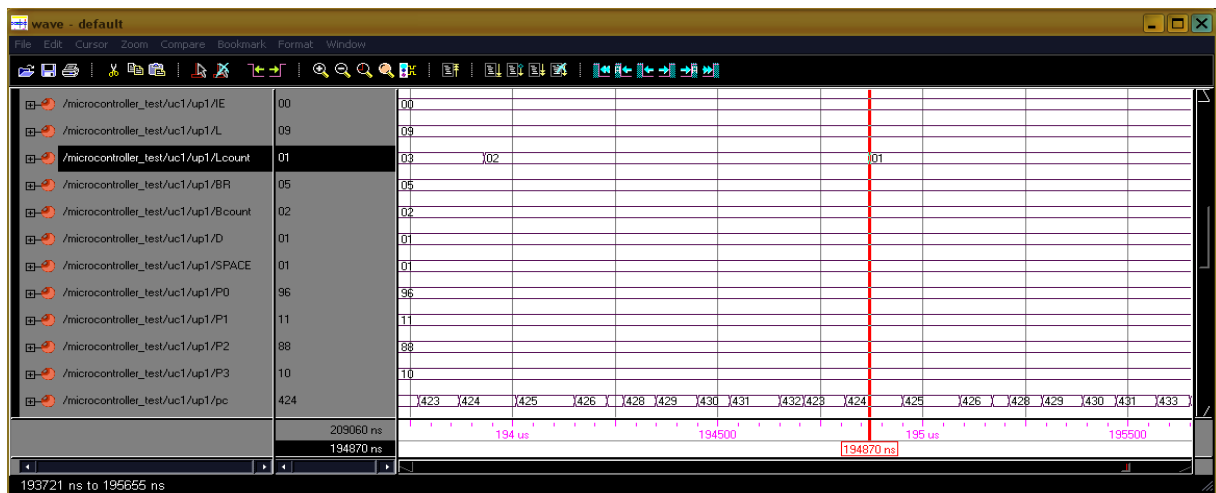 wave - default
File Edit Cursor Zoom Compare Bookmark Format Window
/microcontroller_test/uc1/up1/IE 00 00
/microcontroller_test/uc1/up1/L 09 09
/microcontroller_test/uc1/up1/Lcount 01 03 02 01
/microcontroller_test/uc1/up1/BR 05 05
/microcontroller_test/uc1/up1/Bcount 02 02
/microcontroller_test/uc1/up1/D 01 01
/microcontroller_test/uc1/up1/SPACE 01 01
/microcontroller_test/uc1/up1/P0 96 96
/microcontroller_test/uc1/up1/P1 11 11
/microcontroller_test/uc1/up1/P2 88 88
/microcontroller_test/uc1/up1/P3 10 10
/microcontroller_test/uc1/up1/pc 424 423 424 425 426 428 429 430 431 432 423 424 425 426 428 429 430 431 433
209060 ns 194 us 194500 195 us 195500
194870 ns 194870 ns
193721 ns to 195655 ns